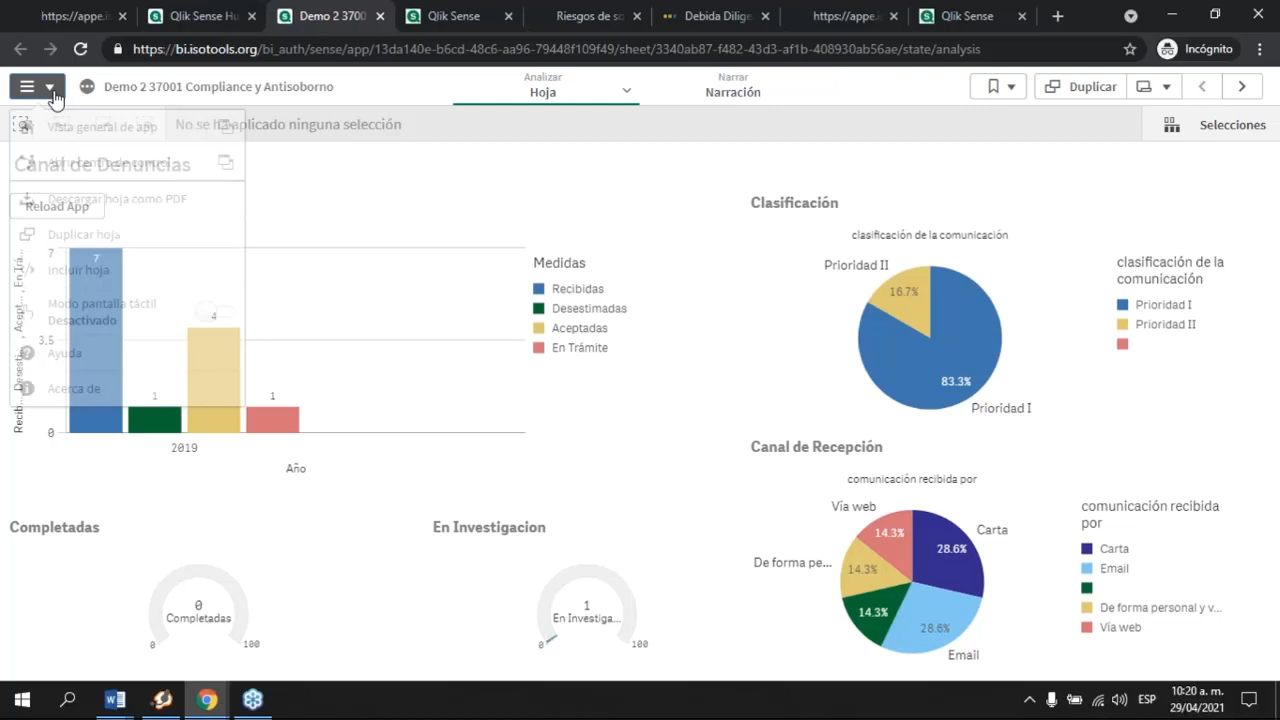 https://appe.i
Qlik Sense Hu
Demo 2 3700
Qlik Sense
Riesgos de so
Debida Dilige
https://appe.i
Qlik Sense
https://bi.isotools.org/bi_auth/sense/app/13da140e-b6cd-48c6-aa96-79448f109f49/sheet/3340ab87-f482-43d3-af1b-408930ab56ae/state/analysis
Incógnito
Demo 2 37001 Compliance y Antisoborno
Analizar
Hoja
Narrar
Narración
Duplicar
Vista general de app
No se ha aplicado ninguna selección
Selecciones
Canal de Denuncias
Descargar hoja como PDF
Reload App
Duplicar hoja
Incluir hoja
Modo pantalla táctil
Desactivado
Ayuda
Acerca de
7
3.5
0
7
1
4
1
2019
Año
Medidas
Recibidas
Desestimadas
Aceptadas
En Trámite
Clasificación
clasificación de la comunicación
Prioridad II
16.7%
83.3%
Prioridad I
clasificación de la
comunicación
Prioridad I
Prioridad II
Canal de Recepción
comunicación recibida por
Vía web
14.3%
Carta
28.6%
De forma pe...
14.3%
14.3%
28.6%
Email
comunicación recibida
por
Carta
Email
De forma personal y v...
Vía web
Completadas
0
Completadas
0
100
En Investigacion
1
En Investiga...
0
100
ESP
10:20 a. m.
29/04/2021